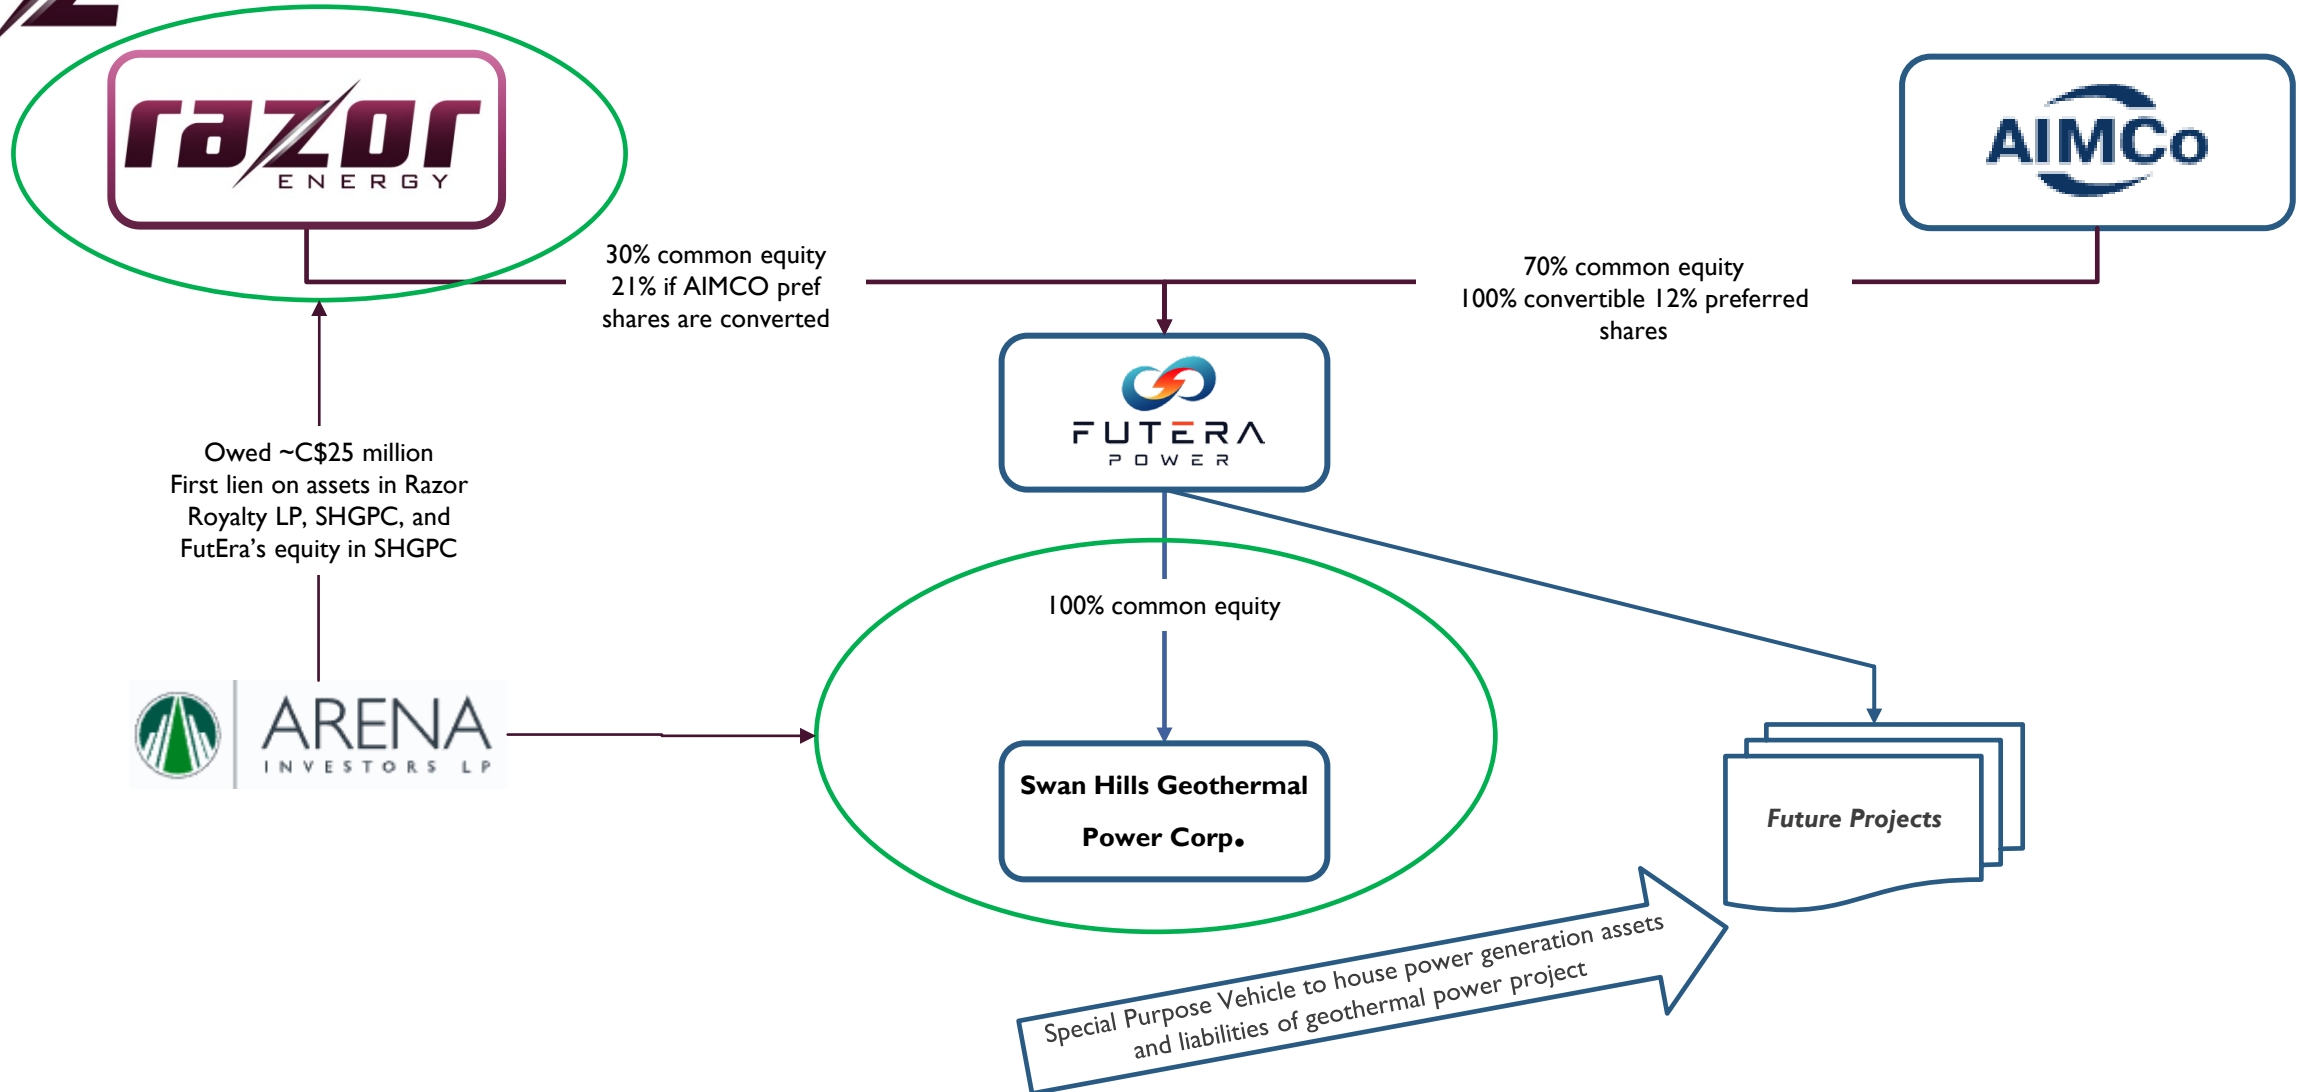 razor
ENERGY
AIMCo
30% common equity
21% if AIMCO pref
shares are converted
70% common equity
100% convertible 12% preferred
shares
FUTERA
POWER
Owed ~C$25 million
First lien on assets in Razor
Royalty LP, SHGPC, and
FutEra’s equity in SHGPC
100% common equity
ARENA
INVESTORS LP
Swan Hills Geothermal
Power Corp.
Future Projects
Special Purpose Vehicle to house power generation assets
and liabilities of geothermal power project